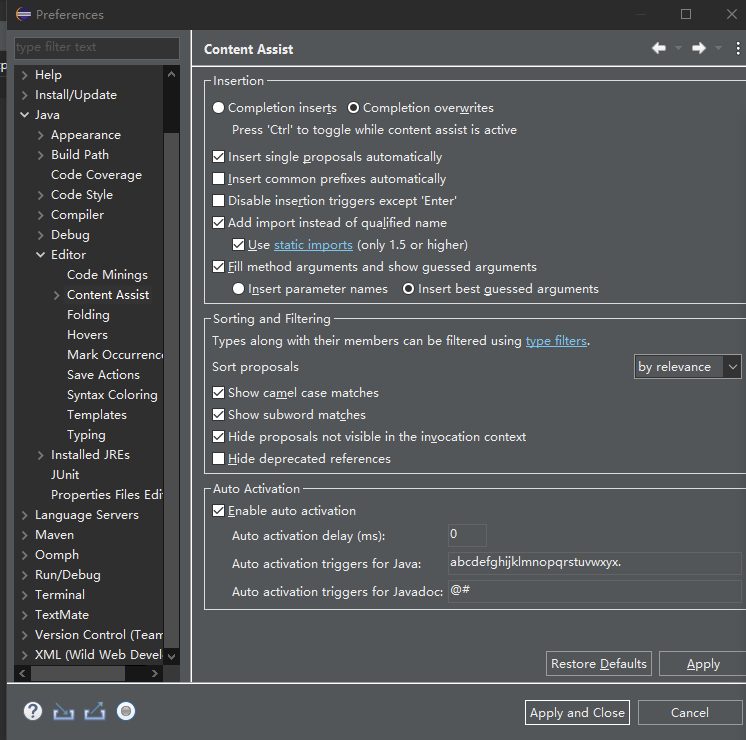 Preferences
type filter text
Help
Install/Update
Java
Appearance
Build Path
Code Coverage
Code Style
Compiler
Debug
Editor
Code Minings
Content Assist
Folding
Hovers
Mark Occurrenc
Save Actions
Syntax Coloring
Templates
Typing
Installed JREs
JUnit
Properties Files Edi
Language Servers
Maven
Oomph
Run/Debug
Terminal
TextMate
Version Control (Team
XML (Wild Web Devel
Content Assist
Insertion
Completion inserts Completion overwrites
Press 'Ctrl' to toggle while content assist is active
Insert single proposals automatically
Insert common prefixes automatically
Disable insertion triggers except 'Enter'
Add import instead of qualified name
Use static imports (only 1.5 or higher)
Fill method arguments and show guessed arguments
Insert parameter names Insert best guessed arguments
Sorting and Filtering
Types along with their members can be filtered using type filters.
Sort proposals by relevance
Show camel case matches
Show subword matches
Hide proposals not visible in the invocation context
Hide deprecated references
Auto Activation
Enable auto activation
Auto activation delay (ms): 0
Auto activation triggers for Java: abcdefghijklmnopqrstuvwxyx.
Auto activation triggers for Javadoc: @#
Restore Defaults Apply
Apply and Close Cancel